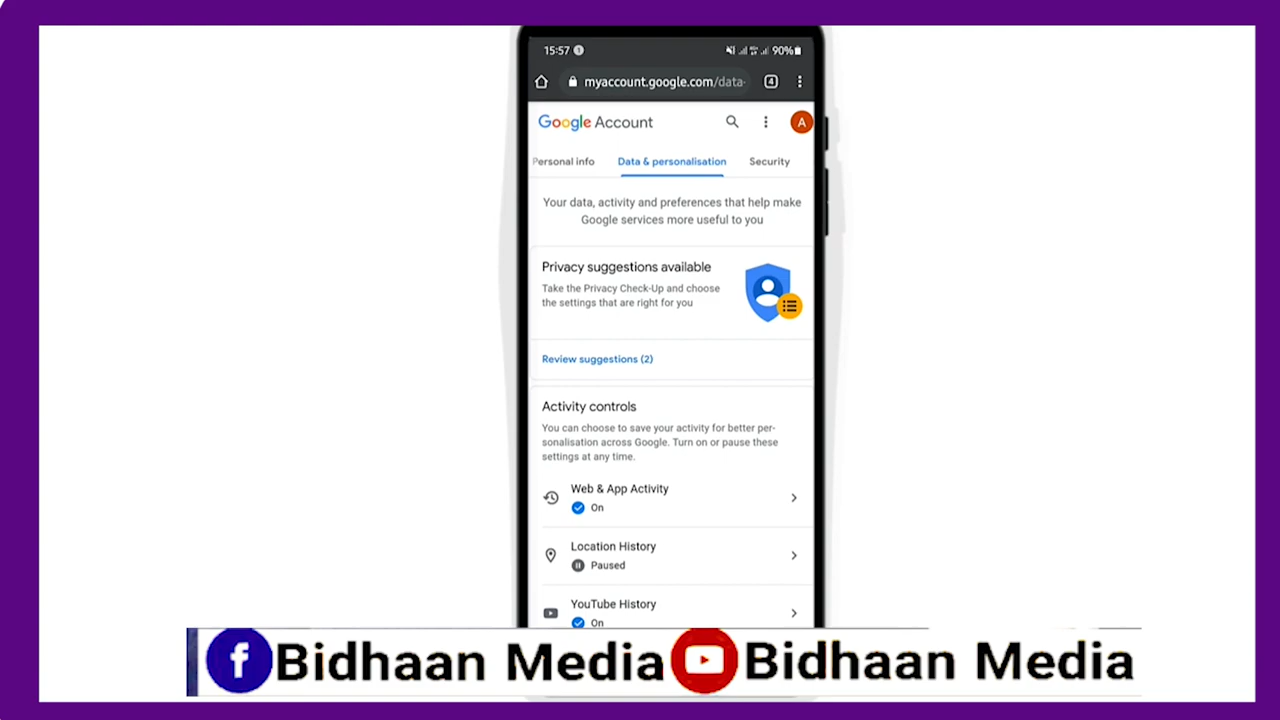 15:57
90%
myaccount.google.com/data-
4
Google Account
A
Personal info
Data & personalisation
Security
Your data, activity and preferences that help make
Google services more useful to you
Privacy suggestions available
Take the Privacy Check-Up and choose
the settings that are right for you
Review suggestions (2)
Activity controls
You can choose to save your activity for better per-
sonalisation across Google. Turn on or pause these
settings at any time.
Web & App Activity
On
Location History
Paused
YouTube History
On
f Bidhaan Media Bidhaan Media